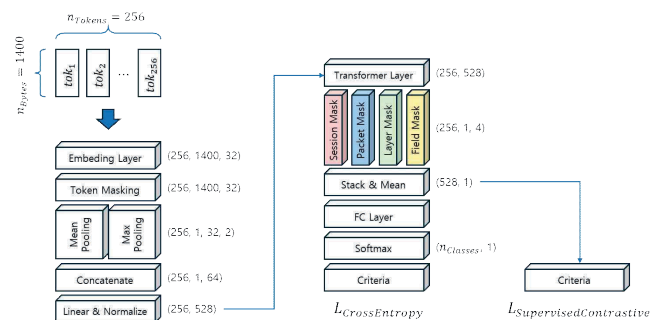 n_Tokens = 256
n_Bytes = 1400
tok_1 tok_2 ... tok_256
Embeding Layer (256, 1400, 32)
Token Masking (256, 1400, 32)
Mean Pooling Max Pooling (256, 1, 32, 2)
Concatenate (256, 1, 64)
Linear & Normalize (256, 528)
Transformer Layer (256, 528)
Session Mask Packet Mask Layer Mask Field Mask (256, 1, 4)
Stack & Mean (528, 1)
FC Layer
Softmax (n_Classes, 1)
Criteria
L_CrossEntropy
Criteria
L_SupervisedContrastive